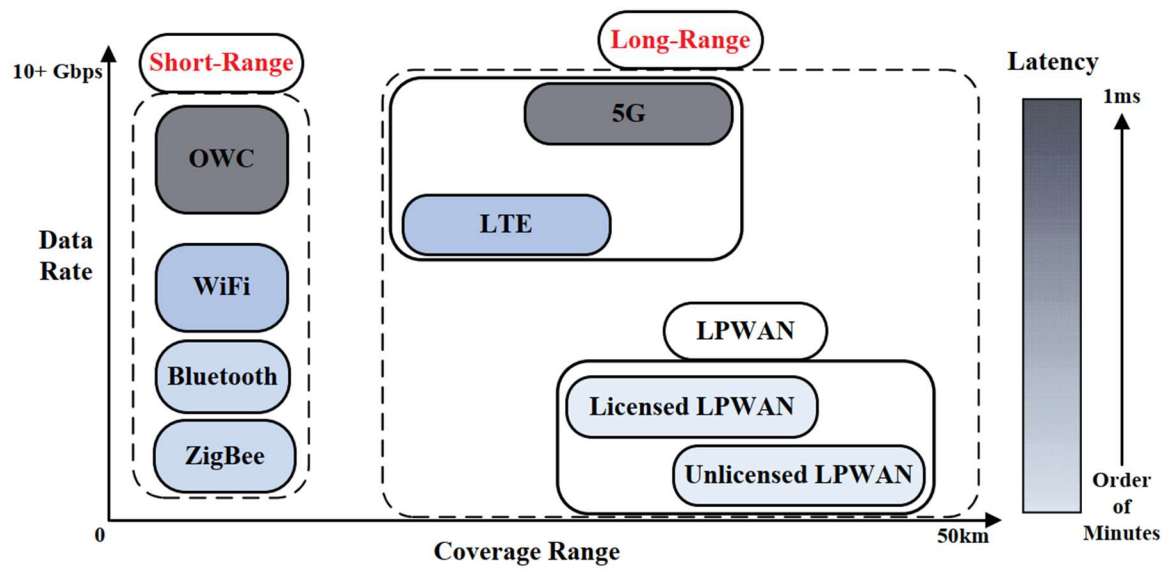 Short-Range
Long-Range
10+ Gbps
Latency
1ms
5G
OWC
LTE
Data
Rate
WiFi
LPWAN
Bluetooth
Licensed LPWAN
ZigBee
Unlicensed LPWAN
Order
of
Minutes
0
50km
Coverage Range